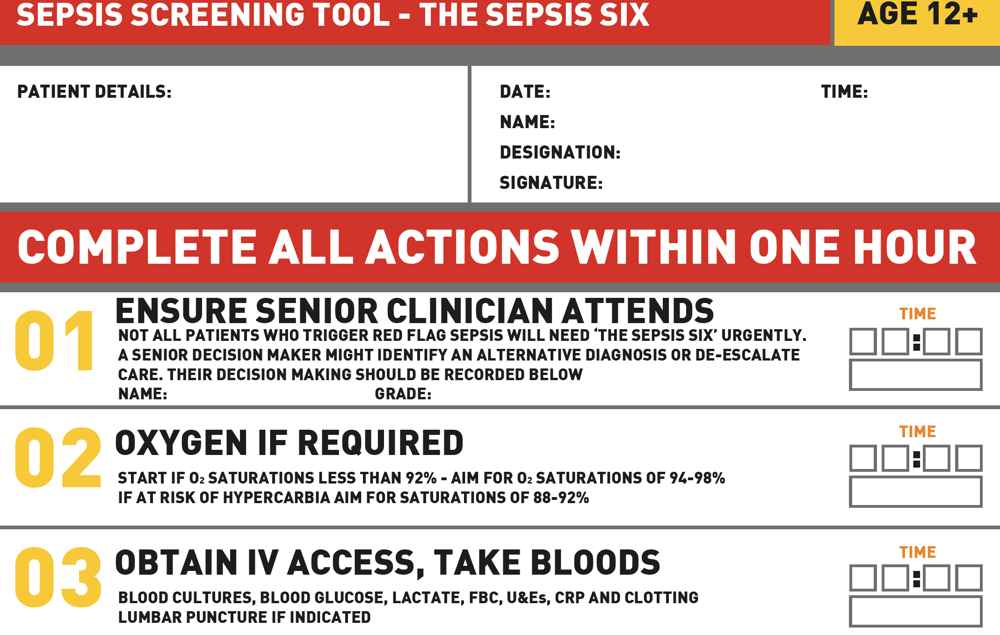 SEPSIS SCREENING TOOL - THE SEPSIS SIX
AGE 12+
PATIENT DETAILS:
DATE:
TIME:
NAME:
DESIGNATION:
SIGNATURE:
COMPLETE ALL ACTIONS WITHIN ONE HOUR
01
ENSURE SENIOR CLINICIAN ATTENDS
NOT ALL PATIENTS WHO TRIGGER RED FLAG SEPSIS WILL NEED ‘THE SEPSIS SIX’ URGENTLY.
A SENIOR DECISION MAKER MIGHT IDENTIFY AN ALTERNATIVE DIAGNOSIS OR DE-ESCALATE
CARE. THEIR DECISION MAKING SHOULD BE RECORDED BELOW
NAME: GRADE:
TIME
:
02
OXYGEN IF REQUIRED
START IF O₂ SATURATIONS LESS THAN 92% - AIM FOR O₂ SATURATIONS OF 94-98%
IF AT RISK OF HYPERCARBIA AIM FOR SATURATIONS OF 88-92%
TIME
:
03
OBTAIN IV ACCESS, TAKE BLOODS
BLOOD CULTURES, BLOOD GLUCOSE, LACTATE, FBC, U&Es, CRP AND CLOTTING
LUMBAR PUNCTURE IF INDICATED
TIME
: